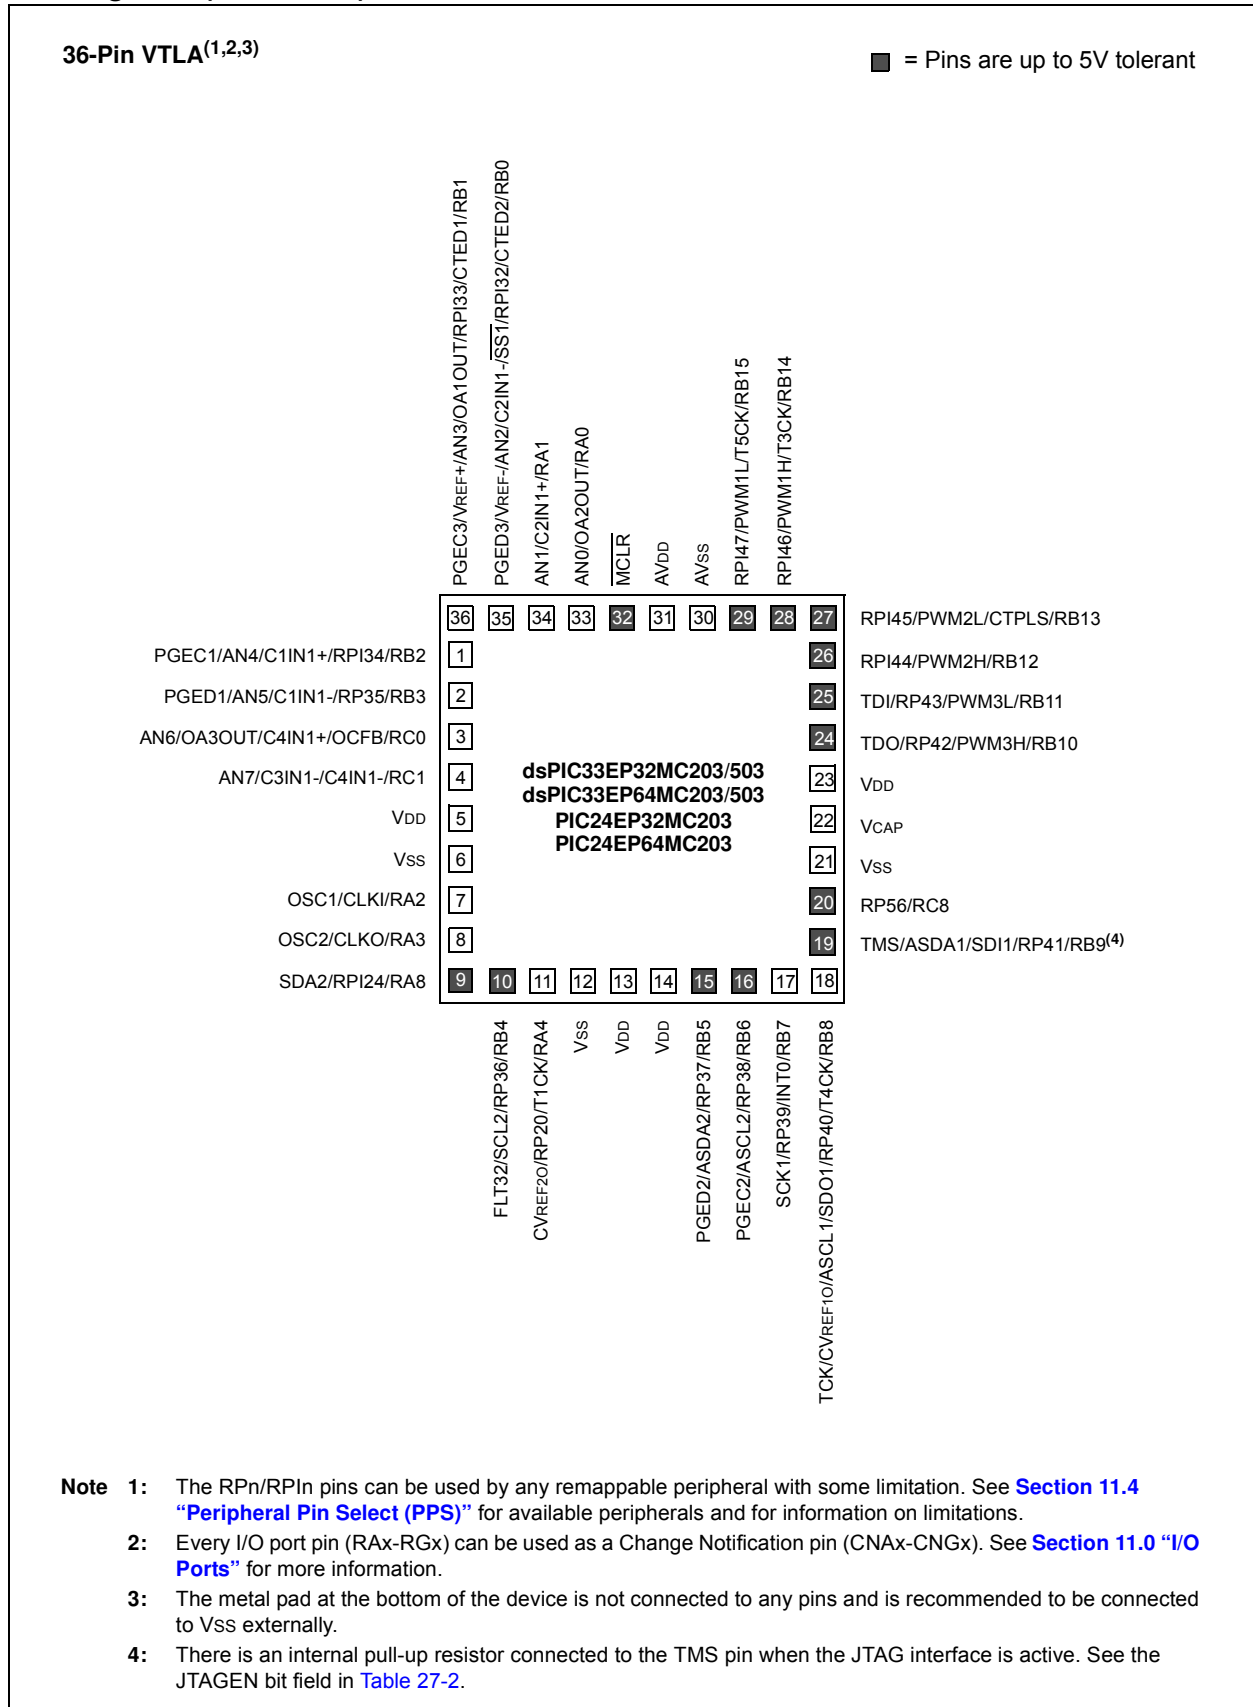 36-Pin VTLA(1,2,3)
= Pins are up to 5V tolerant
PGEC3/VREF+/AN3/OA1OUT/RPI33/CTED1/RB1
PGED3/VREF-/AN2/C2IN1-/SS1/RPI32/CTED2/RB0
AN1/C2IN1+/RA1
AN0/OA2OUT/RA0
MCLR
AVDD
AVSS
RPI47/PWM1L/T5CK/RB15
RPI46/PWM1H/T3CK/RB14
36 35 34 33 32 31 30 29 28 27 RPI45/PWM2L/CTPLS/RB13
PGEC1/AN4/C1IN1+/RPI34/RB2 1 26 RPI44/PWM2H/RB12
PGED1/AN5/C1IN1-/RP35/RB3 2 25 TDI/RP43/PWM3L/RB11
AN6/OA3OUT/C4IN1+/OCFB/RC0 3 24 TDO/RP42/PWM3H/RB10
AN7/C3IN1-/C4IN1-/RC1 4 23 VDD
dsPIC33EP32MC203/503
dsPIC33EP64MC203/503
PIC24EP32MC203
PIC24EP64MC203
VDD 5 22 VCAP
VSS 6 21 VSS
OSC1/CLKI/RA2 7 20 RP56/RC8
OSC2/CLKO/RA3 8 19 TMS/ASDA1/SDI1/RP41/RB9(4)
SDA2/RPI24/RA8 9 10 11 12 13 14 15 16 17 18
FLT32/SCL2/RP36/RB4
CVREF2O/RP20/T1CK/RA4
VSS
VDD
VDD
PGED2/ASDA2/RP37/RB5
PGEC2/ASCL2/RP38/RB6
SCK1/RP39/INT0/RB7
TCK/CVREF1O/ASCL1/SDO1/RP40/T4CK/RB8
Note 1: The RPn/RPIn pins can be used by any remappable peripheral with some limitation. See Section 11.4
“Peripheral Pin Select (PPS)” for available peripherals and for information on limitations.
2: Every I/O port pin (RAx-RGx) can be used as a Change Notification pin (CNAx-CNGx). See Section 11.0 “I/O
Ports” for more information.
3: The metal pad at the bottom of the device is not connected to any pins and is recommended to be connected
to VSS externally.
4: There is an internal pull-up resistor connected to the TMS pin when the JTAG interface is active. See the
JTAGEN bit field in Table 27-2.